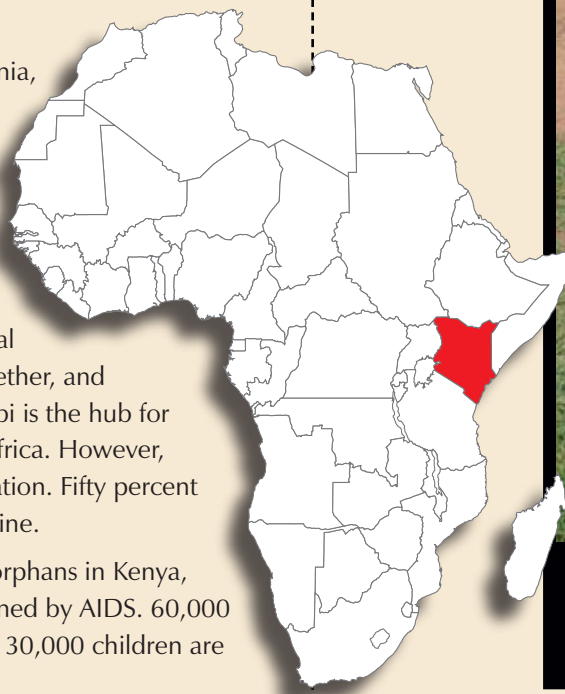 nia,
al
ether, and
bi is the hub for
frica. However,
ation. Fifty percent
ine.
orphans in Kenya,
ned by AIDS. 60,000
30,000 children are